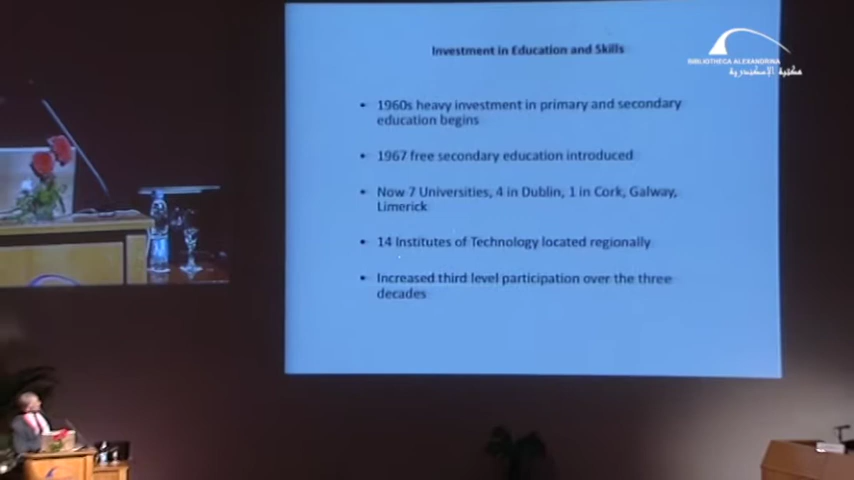 Investment in Education and Skills
BIBLIOTHECA ALEXANDRINA
مكتبة الإسكندرية
• 1960s heavy investment in primary and secondary
education begins
• 1967 free secondary education introduced
• Now 7 Universities, 4 in Dublin, 1 in Cork, Galway,
Limerick
• 14 Institutes of Technology located regionally
• Increased third level participation over the three
decades